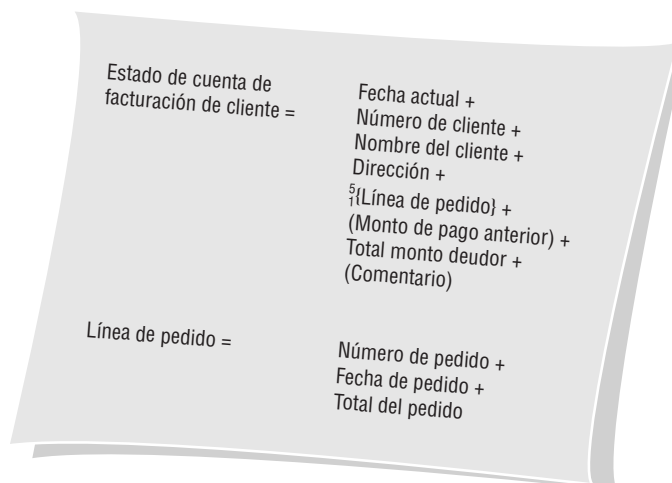 Estado de cuenta de
facturación de cliente =
Fecha actual +
Número de cliente +
Nombre del cliente +
Dirección +
5
1{Línea de pedido} +
(Monto de pago anterior) +
Total monto deudor +
(Comentario)
Línea de pedido =
Número de pedido +
Fecha de pedido +
Total del pedido